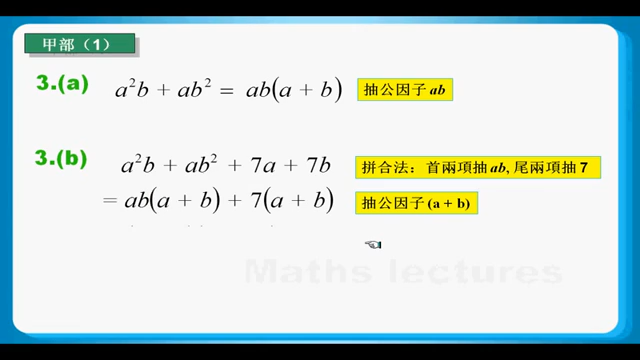 甲部（1）
3.(a) a²b + ab² = ab(a + b) 抽公因子 ab
3.(b) a²b + ab² + 7a + 7b 拼合法：首兩項抽 ab, 尾兩項抽 7
= ab(a + b) + 7(a + b) 抽公因子 (a + b)
Maths lectures